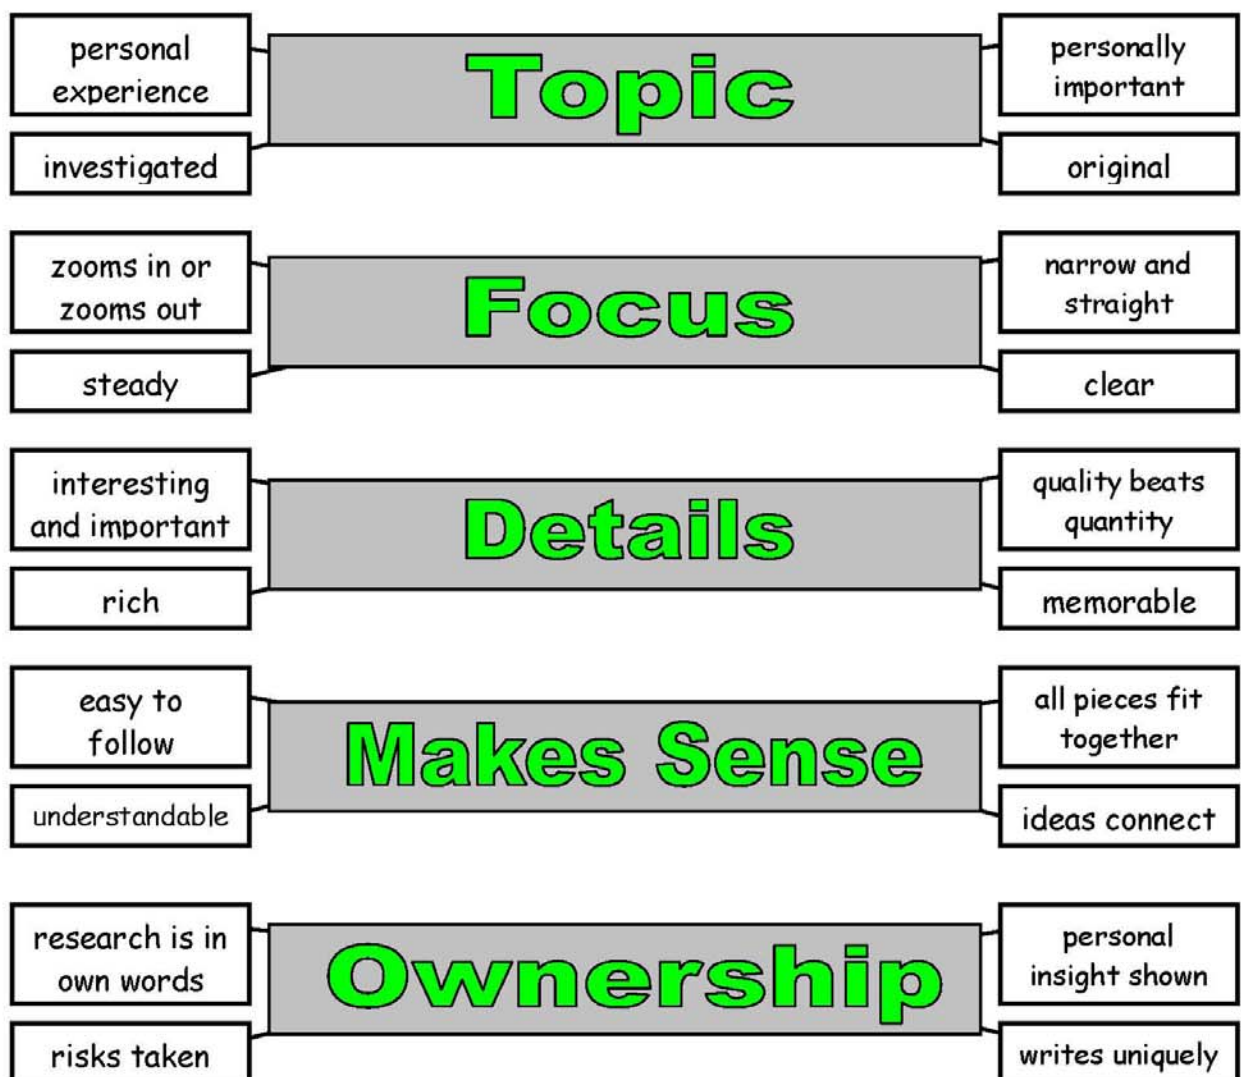 personal
experience
investigated
Topic
personally
important
original
zooms in or
zooms out
steady
Focus
narrow and
straight
clear
interesting
and important
rich
Details
quality beats
quantity
memorable
easy to
follow
understandable
Makes Sense
all pieces fit
together
ideas connect
research is in
own words
risks taken
Ownership
personal
insight shown
writes uniquely